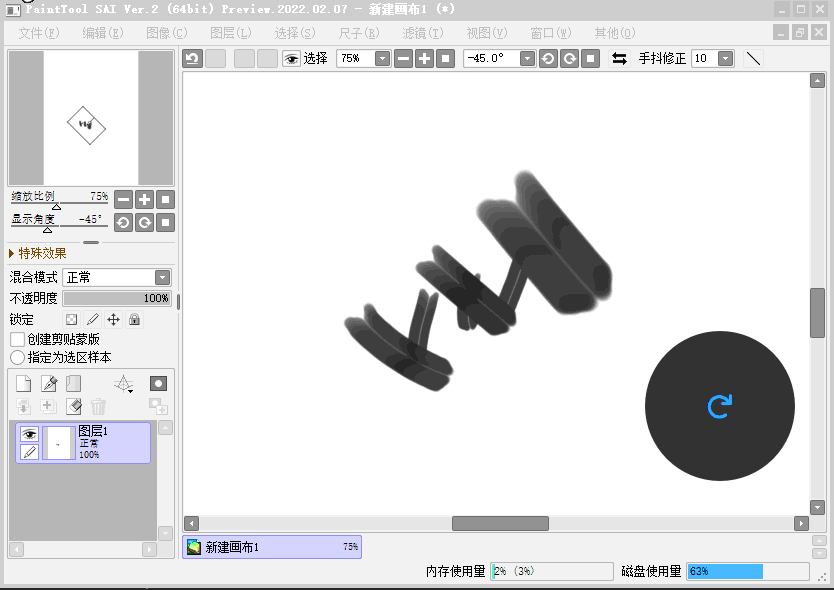 PaintTool SAI Ver.2 (64bit) Preview.2022.02.07 - 新建画布1 (*)
文件(F) 编辑(E) 图像(C) 图层(L) 选择(S) 尺子(R) 滤镜(T) 视图(V) 窗口(W) 其他(O)
选择 75% -45.0° 手抖修正 10
缩放比例 75%
显示角度 -45°
特殊效果
混合模式 正常
不透明度 100%
锁定
创建剪贴蒙版
指定为选区样本
图层1
正常
100%
新建画布1 75%
内存使用量 2% (3%) 磁盘使用量 63%